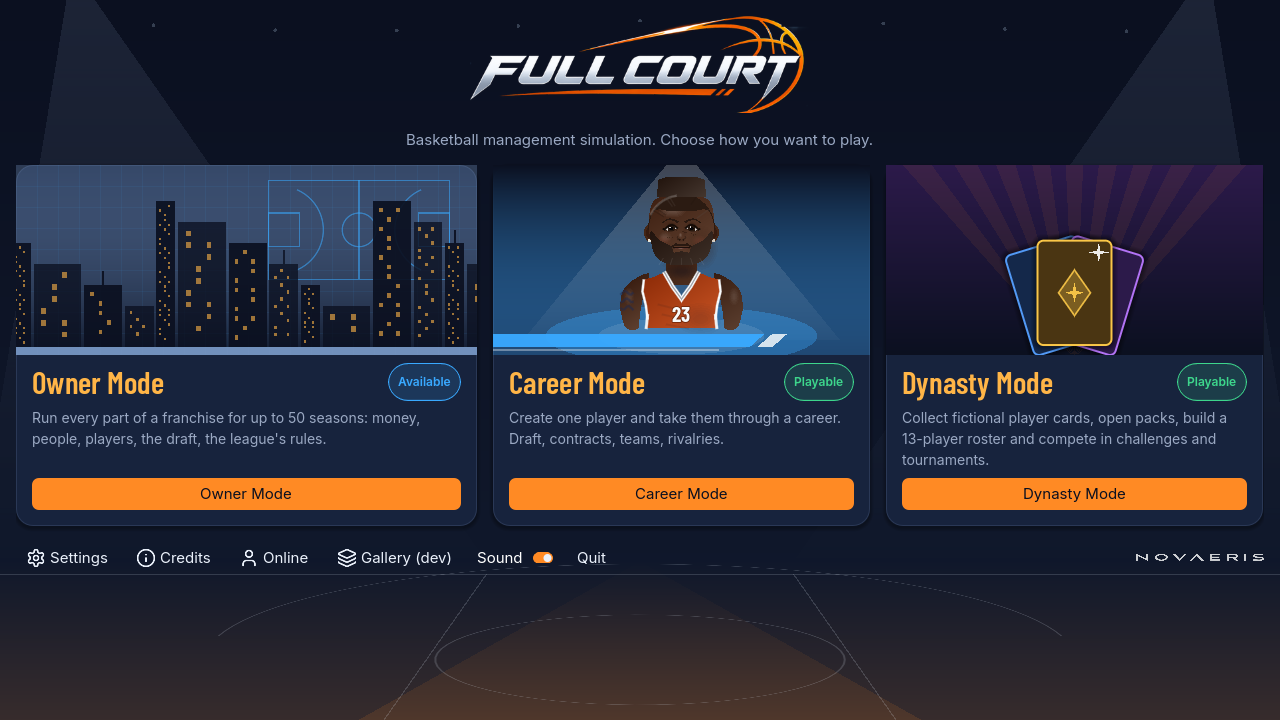 FULL COURT
Basketball management simulation. Choose how you want to play.
23
Owner Mode
Available
Run every part of a franchise for up to 50 seasons: money,
people, players, the draft, the league's rules.
Owner Mode
Career Mode
Playable
Create one player and take them through a career.
Draft, contracts, teams, rivalries.
Career Mode
Dynasty Mode
Playable
Collect fictional player cards, open packs, build a
13-player roster and compete in challenges and
tournaments.
Dynasty Mode
Settings Credits Online Gallery (dev) Sound Quit
NOVAERIS